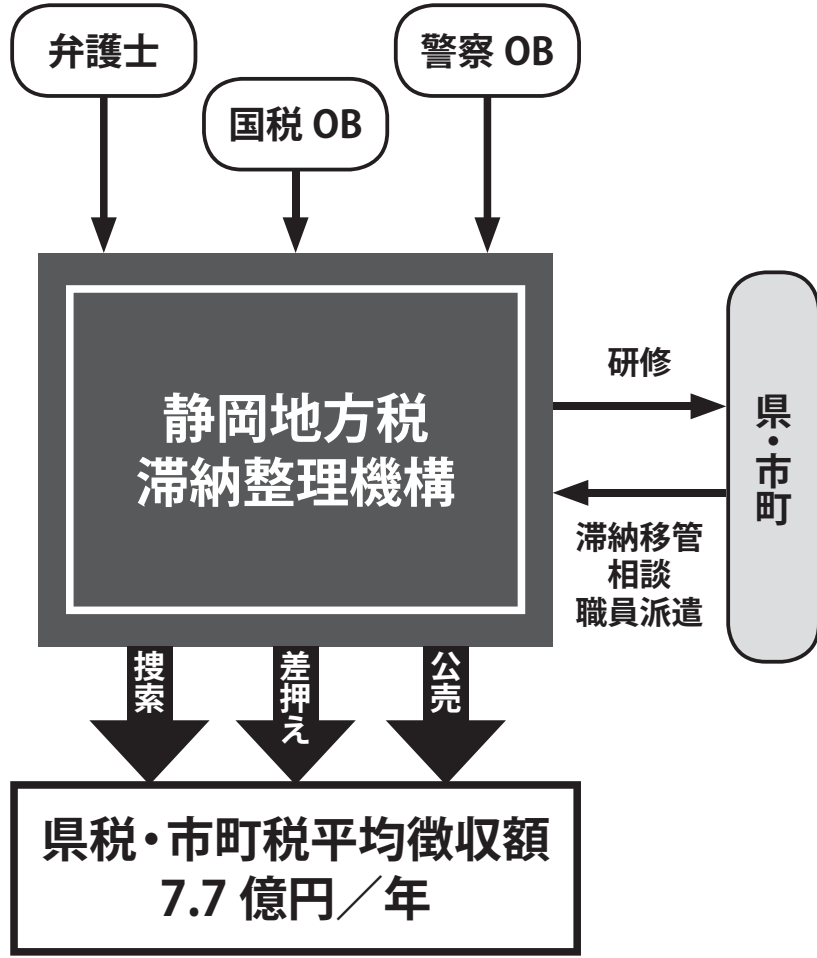 弁護士
警察 OB
国税 OB
静岡地方税
滞納整理機構
研修
県・市町
滞納移管
相談
職員派遣
捜索
差押え
公売
県税・市町税平均徴収額
7.7 億円／年